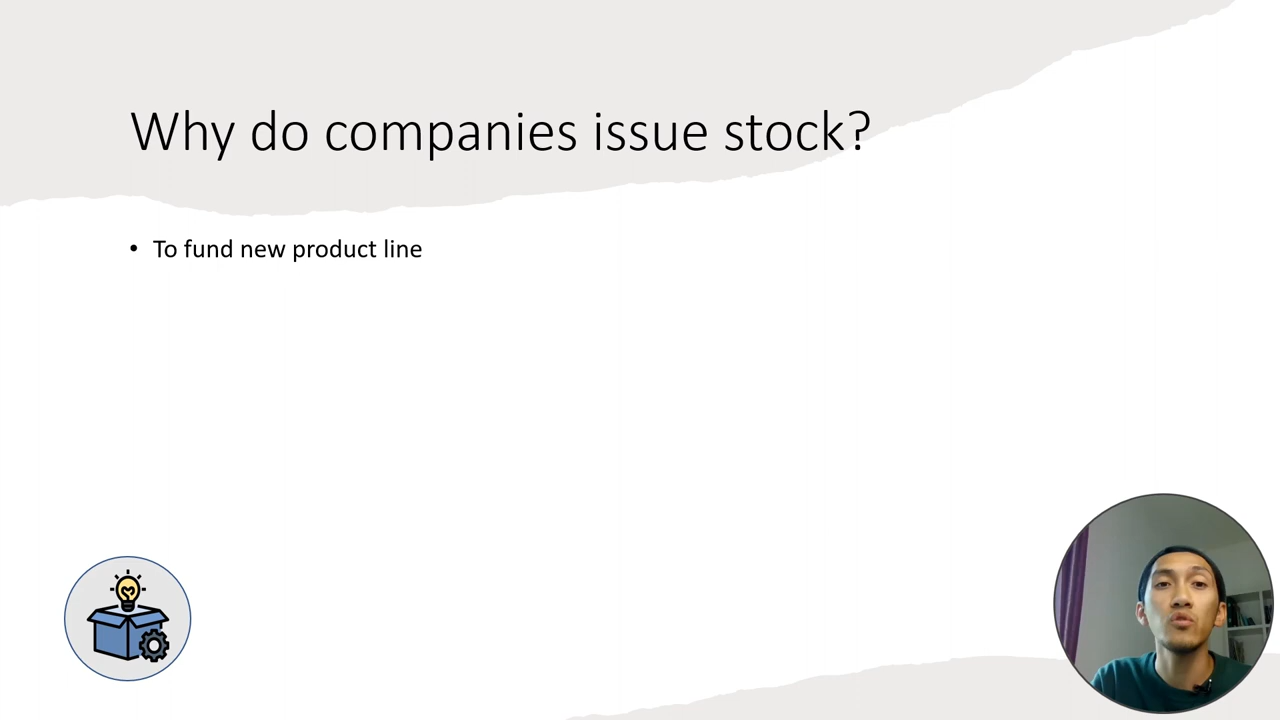 Why do companies issue stock?
• To fund new product line